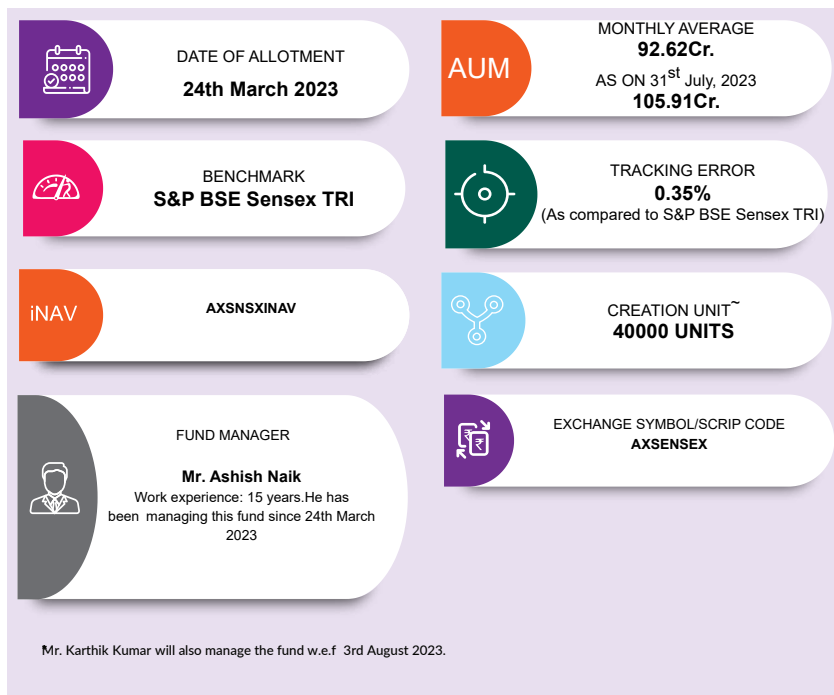 DATE OF ALLOTMENT
24th March 2023
AUM
MONTHLY AVERAGE
92.62Cr.
AS ON 31st July, 2023
105.91Cr.
BENCHMARK
S&P BSE Sensex TRI
TRACKING ERROR
0.35%
(As compared to S&P BSE Sensex TRI)
iNAV
AXSNSXINAV
CREATION UNIT~
40000 UNITS
FUND MANAGER
Mr. Ashish Naik
Work experience: 15 years.He has
been managing this fund since 24th March
2023
EXCHANGE SYMBOL/SCRIP CODE
AXSENSEX
*Mr. Karthik Kumar will also manage the fund w.e.f 3rd August 2023.